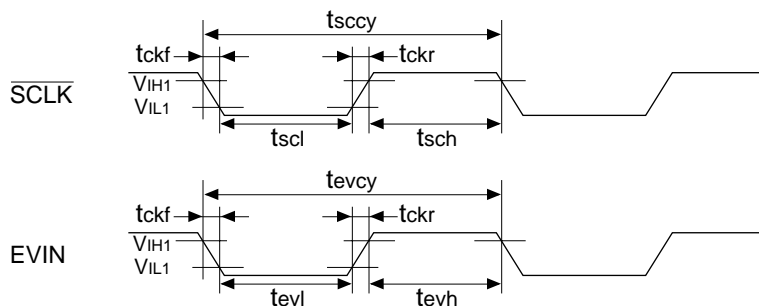 tsccy
tckf
tckr
SCLK
VIH1
VIL1
tscl
tsch
tevcy
tckf
tckr
EVIN
VIH1
VIL1
tevl
tevh